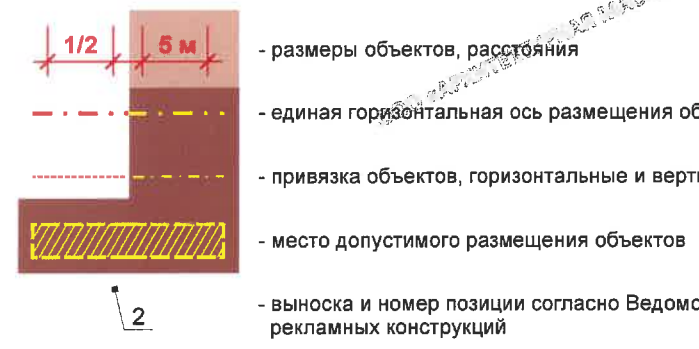 1/2 5 м - размеры объектов, расстояния
- единая горизонтальная ось размещения об
- привязка объектов, горизонтальные и верти
- место допустимого размещения объектов
2 - выноска и номер позиции согласно Ведомо
рекламных конструкций